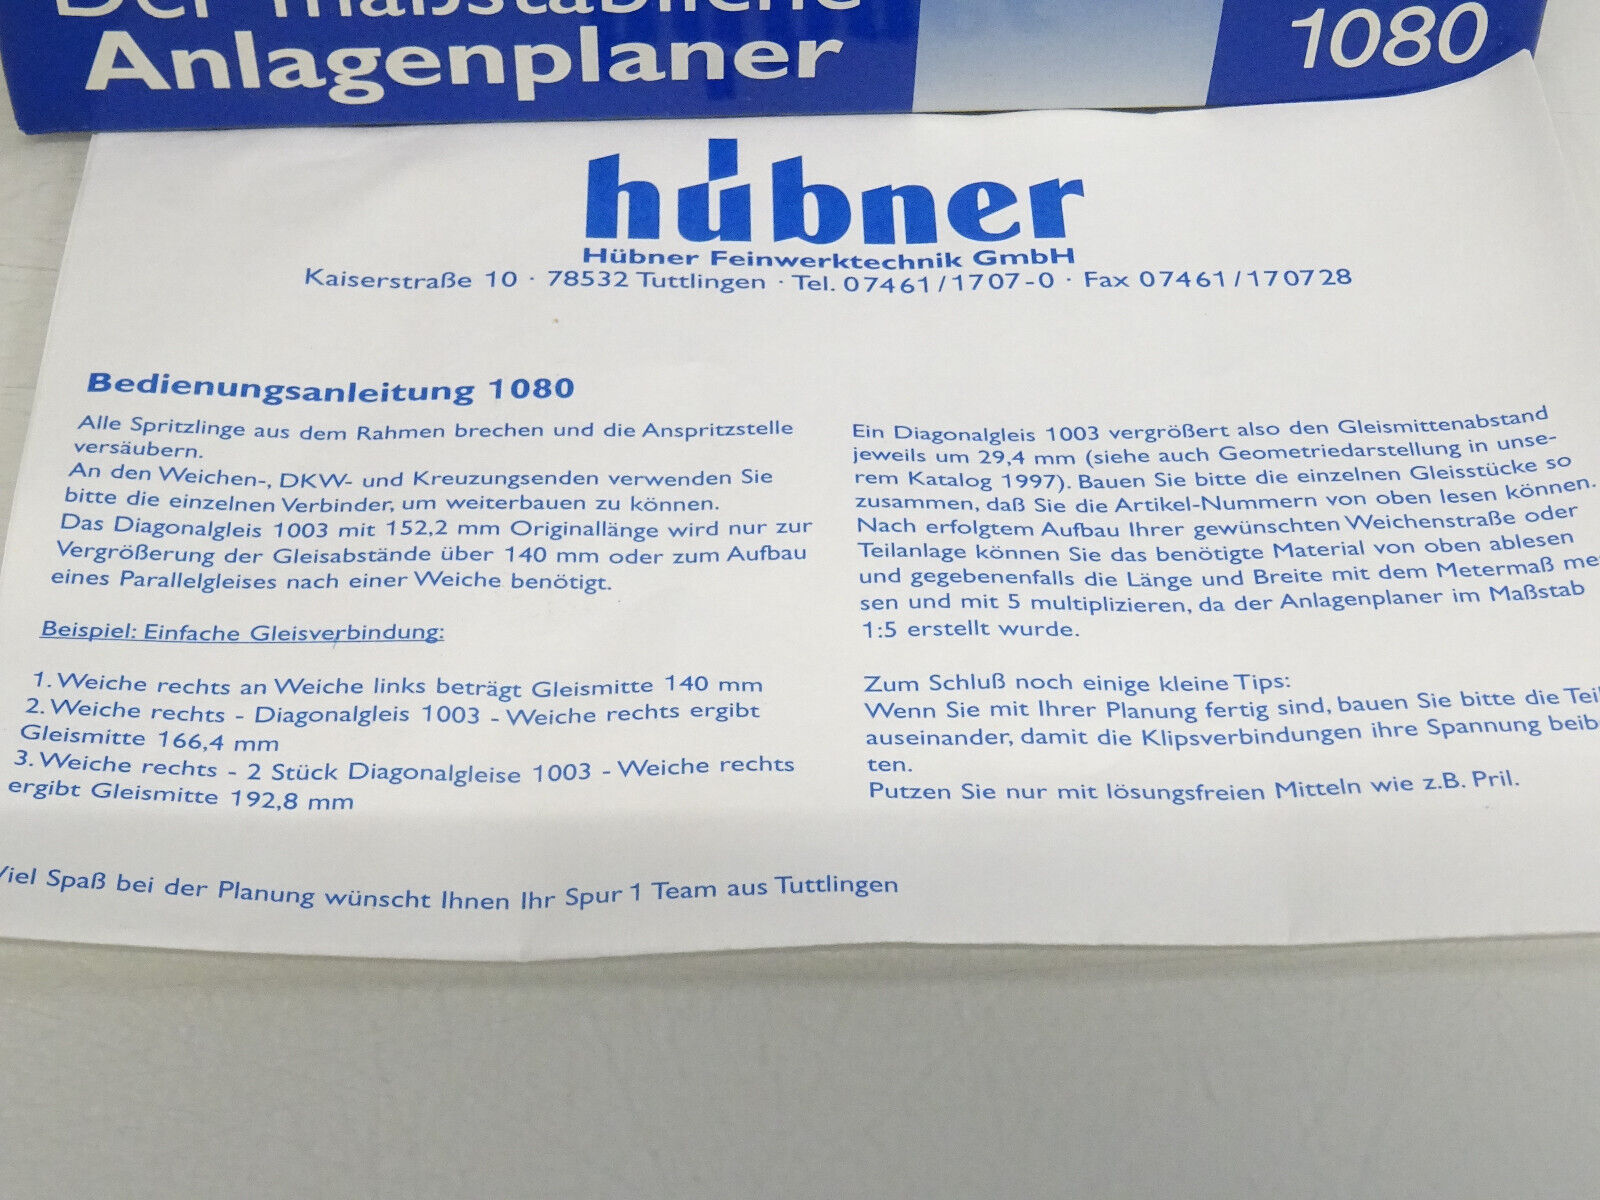 Der maßstäbliche
Anlagenplaner
1080
hübner
Hübner Feinwerktechnik GmbH
Kaiserstraße 10 · 78532 Tuttlingen · Tel. 07461/1707-0 · Fax 07461/170728
Bedienungsanleitung 1080
Alle Spritzlinge aus dem Rahmen brechen und die Anspritzstelle
versäubern.
An den Weichen-, DKW- und Kreuzungsenden verwenden Sie
bitte die einzelnen Verbinder, um weiterbauen zu können.
Das Diagonalgleis 1003 mit 152,2 mm Originallänge wird nur zur
Vergrößerung der Gleisabstände über 140 mm oder zum Aufbau
eines Parallelgleises nach einer Weiche benötigt.
Beispiel: Einfache Gleisverbindung:
1. Weiche rechts an Weiche links beträgt Gleismitte 140 mm
2. Weiche rechts - Diagonalgleis 1003 - Weiche rechts ergibt
Gleismitte 166,4 mm
3. Weiche rechts - 2 Stück Diagonalgleise 1003 - Weiche rechts
ergibt Gleismitte 192,8 mm
Ein Diagonalgleis 1003 vergrößert also den Gleismittenabstand
jeweils um 29,4 mm (siehe auch Geometriedarstellung in unse-
rem Katalog 1997). Bauen Sie bitte die einzelnen Gleisstücke so
zusammen, daß Sie die Artikel-Nummern von oben lesen können.
Nach erfolgtem Aufbau Ihrer gewünschten Weichenstraße oder
Teilanlage können Sie das benötigte Material von oben ablesen
und gegebenenfalls die Länge und Breite mit dem Metermaß me
sen und mit 5 multiplizieren, da der Anlagenplaner im Maßstab
1:5 erstellt wurde.
Zum Schluß noch einige kleine Tips:
Wenn Sie mit Ihrer Planung fertig sind, bauen Sie bitte die Teil
auseinander, damit die Klipsverbindungen ihre Spannung beib
ten.
Putzen Sie nur mit lösungsfreien Mitteln wie z.B. Pril.
Viel Spaß bei der Planung wünscht Ihnen Ihr Spur 1 Team aus Tuttlingen